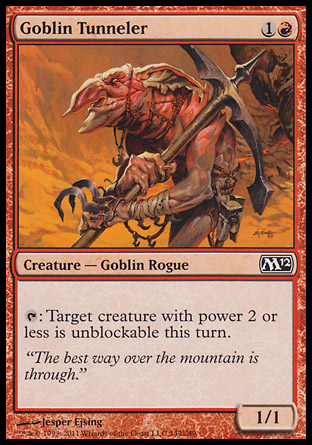 Goblin Tunneler 1
Creature — Goblin Rogue M12
: Target creature with power 2 or
less is unblockable this turn.
"The best way over the mountain is
through."
Jesper Ejsing
1/1